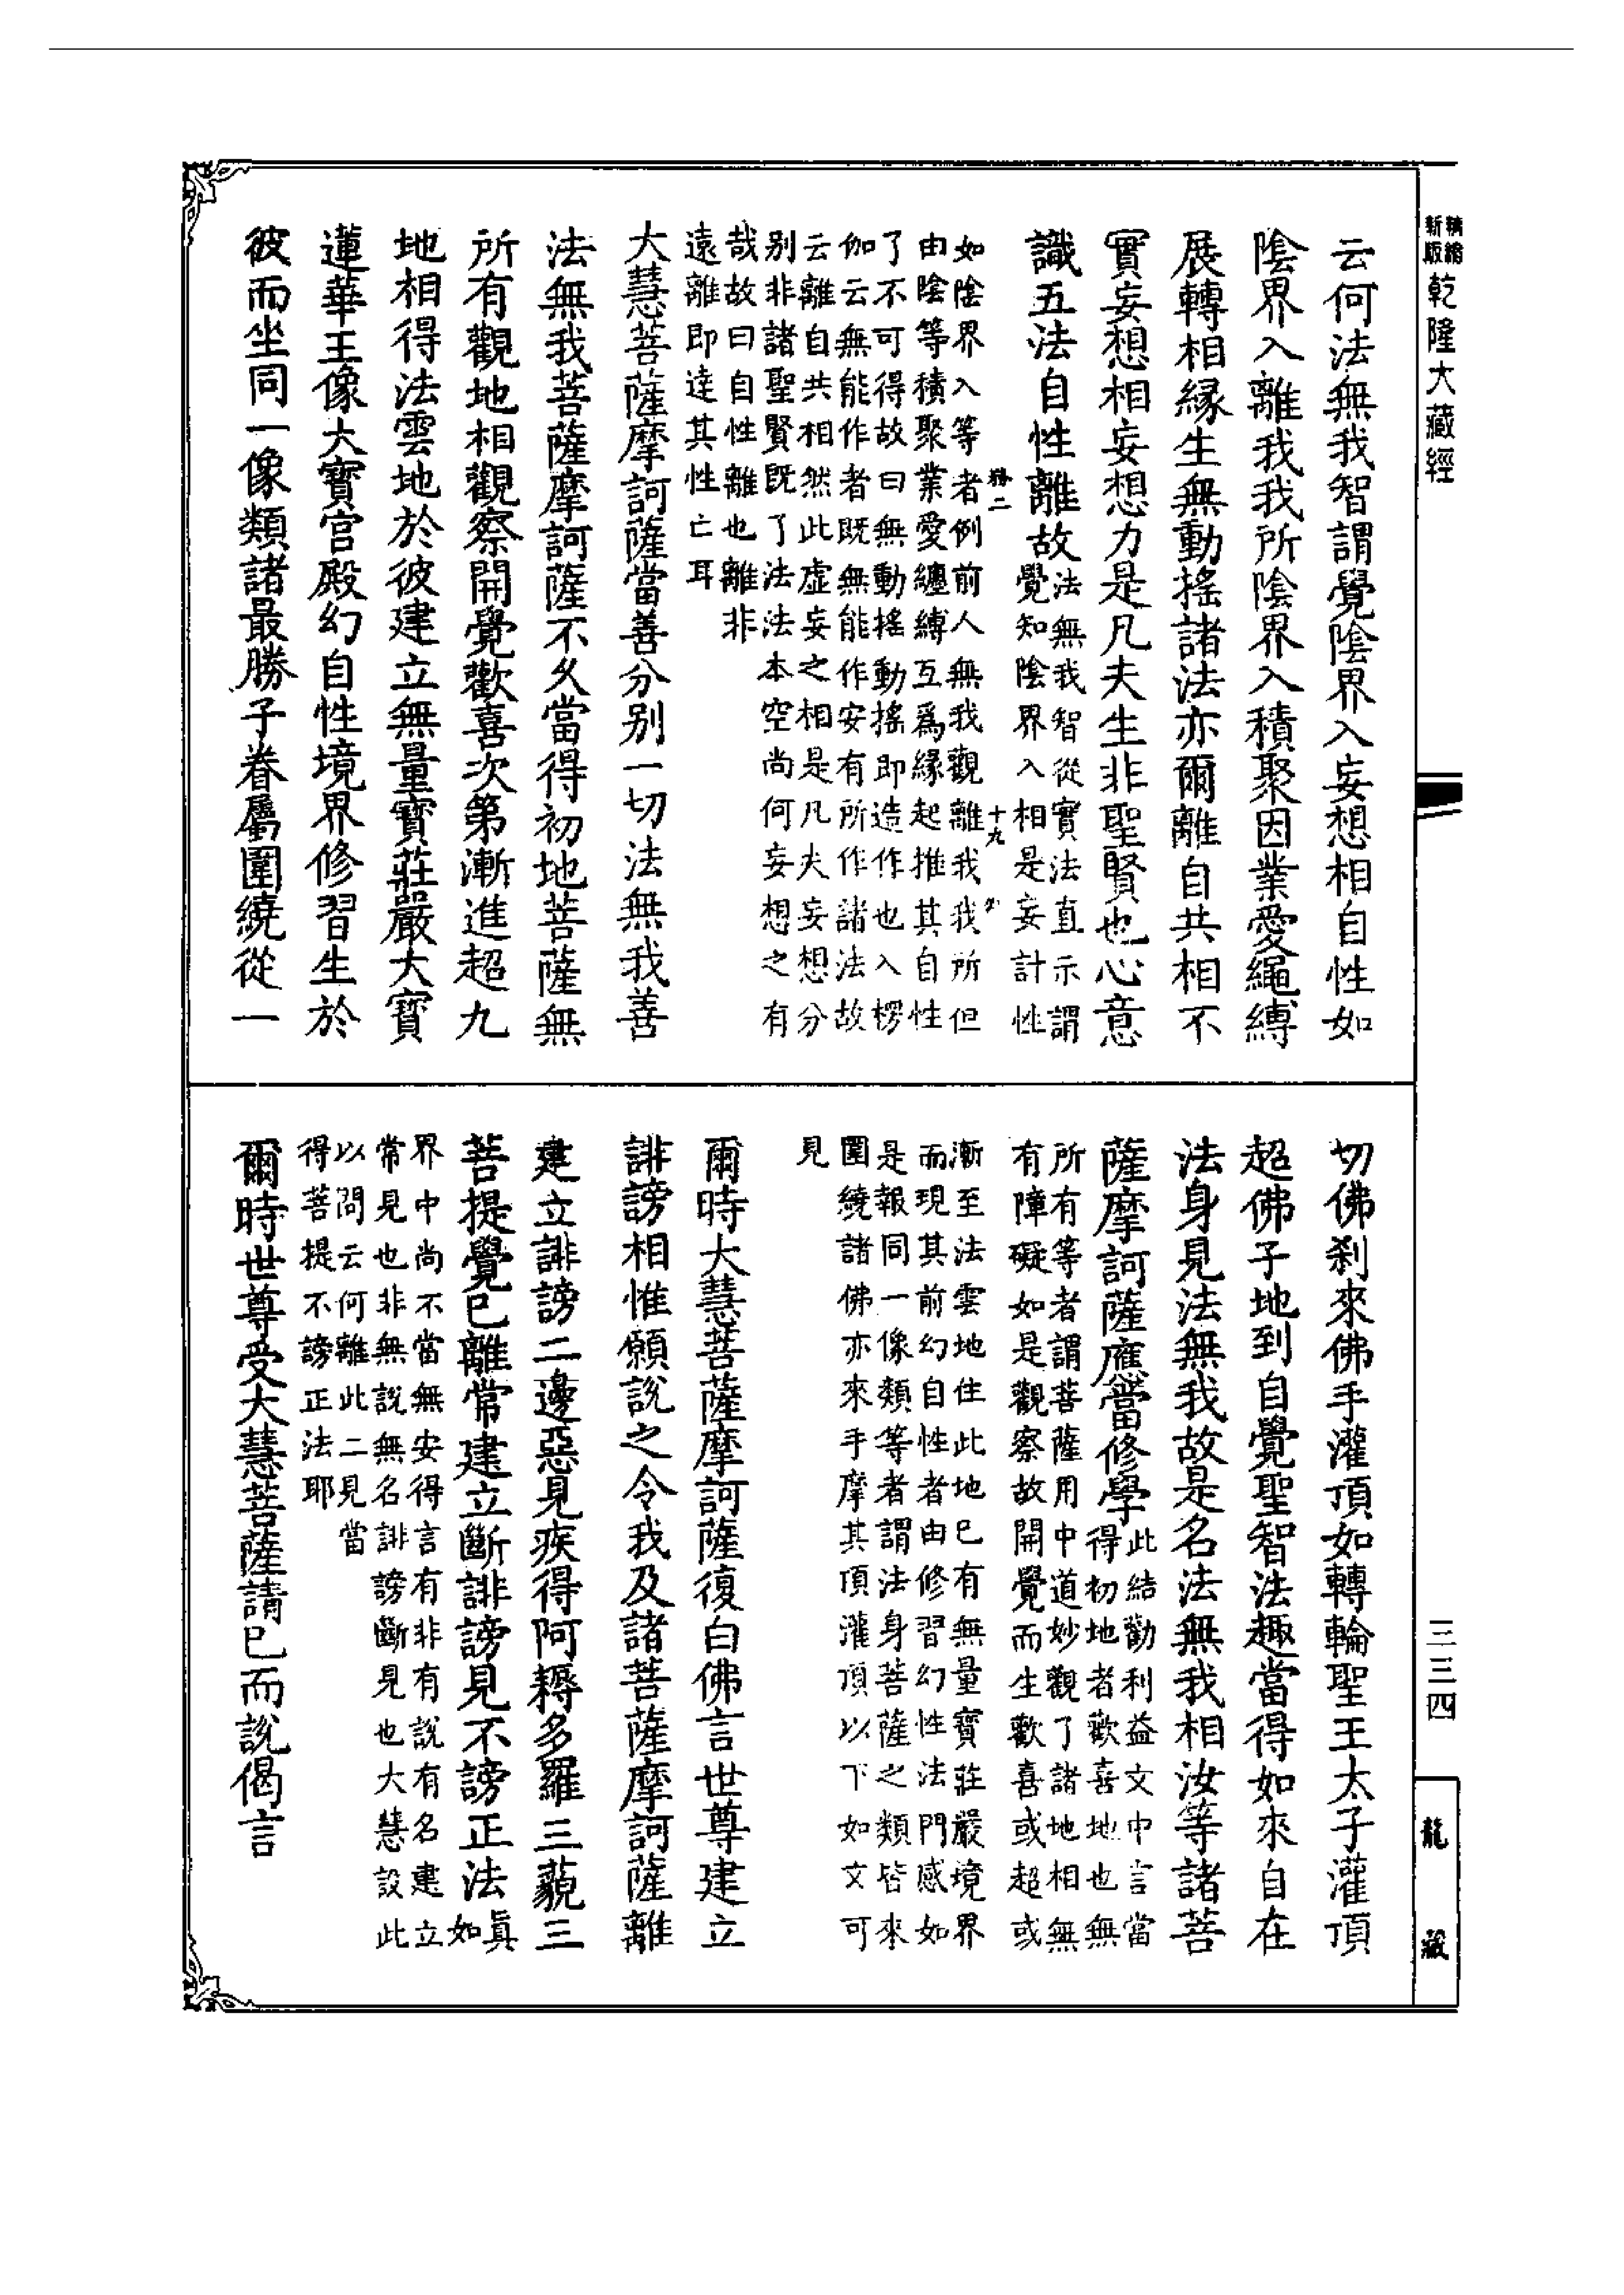 新版
精縮
乾隆大藏經
三三四
龍藏
云何法無我智謂覺陰界入妄想相自性如
陰界入離我我所陰界入積聚因業愛繩縛
展轉相緣生無動搖諸法亦爾離自共相不
實妄想相妄想力是凡夫生非聖賢也心意
識五法自性離故
法無我智從實法直示謂
覺知陰界入相是妄計性
如陰界入等者例前人無我觀離我我所但
由陰等積聚業愛纏縛互爲緣起推其自性
了不可得故曰無動搖動搖即造作也入楞
伽云無能作者既無能作安有所作諸法故
云離自共相然此虛妄之相是凡夫妄想分
別非諸聖賢既了法法本空尚何妄想之有
哉故曰自性離也離非
遠離即達其性亡耳
十九
大慧菩薩摩訶薩當善分別一切法無我善
法無我菩薩摩訶薩不久當得初地菩薩無
所有觀地相觀察開覺歡喜次第漸進超九
地相得法雲地於彼建立無量寶莊嚴大寶
蓮華王像大寶宮殿幻自性境界修習生於
彼而坐同一像類諸最勝子眷屬圍繞從一
切佛剎來佛手灌頂如轉輪聖王太子灌頂
超佛子地到自覺聖智法趣當得如來自在
法身見法無我故是名法無我相汝等諸菩
薩摩訶薩應當修學
此結勸利益文中言當
得初地者歡喜地也無
所有等者謂菩薩用中道妙觀了諸地相無
有障礙如是觀察故開覺而生歡喜或超或
漸至法雲地住此地已有無量寶莊嚴境界
而現其前幻自性者由修習幻性法門感如
是報同一像類等者謂法身菩薩之類皆來
圍繞諸佛亦來手摩其頂灌頂以下如文可
見
爾時大慧菩薩摩訶薩復白佛言世尊建立
誹謗相惟願說之令我及諸菩薩摩訶薩離
建立誹謗二邊惡見疾得阿耨多羅三藐三
菩提覺已離常建立斷誹謗見不謗正法
眞
如
界中尚不當無安得言有非有說有名建立
常見也非無說無名誹謗斷見也大慧設此
以問云何離此二見當
得菩提不謗正法耶
爾時世尊受大慧菩薩請已而說偈言